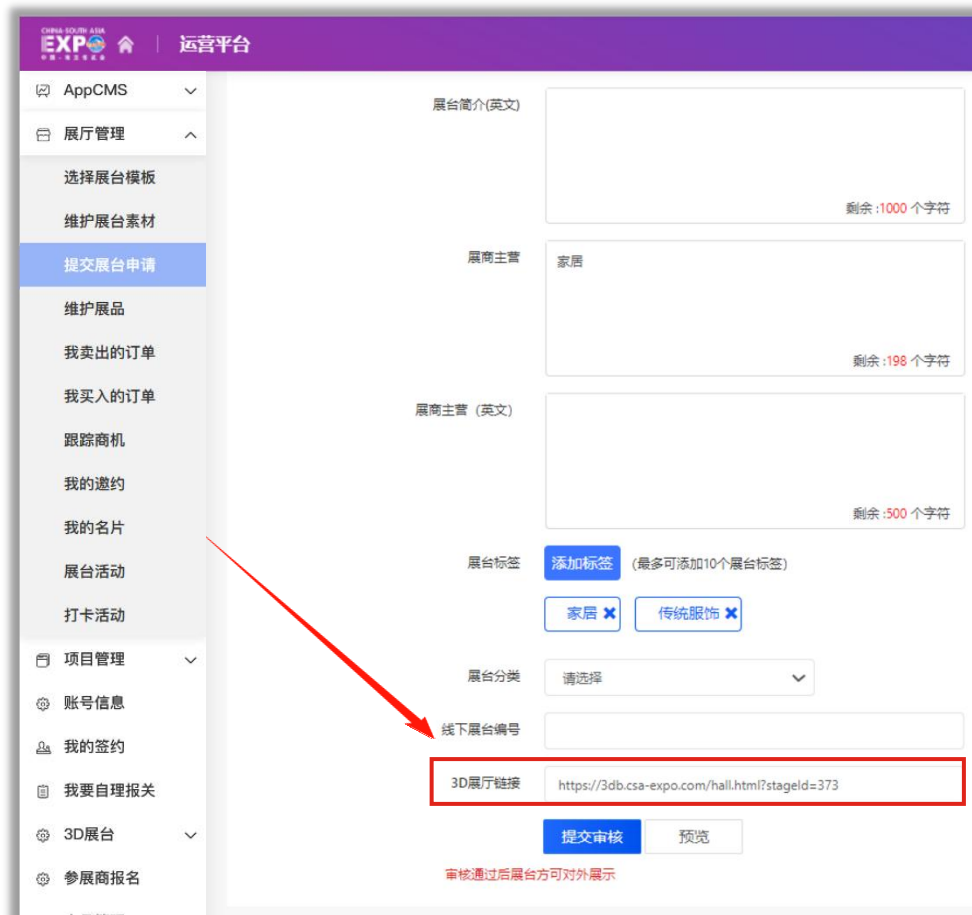 CHINA-SOUTH ASIA
EXPO
中国-南亚博览会
运营平台
AppCMS
展厅管理
选择展台模板
维护展台素材
提交展台申请
维护展品
我卖出的订单
我买入的订单
跟踪商机
我的邀约
我的名片
展台活动
打卡活动
项目管理
账号信息
我的签约
我要自理报关
3D展台
参展商报名
展台简介(英文)
剩余 :1000 个字符
展商主营
家居
剩余 :198 个字符
展商主营（英文）
剩余 :500 个字符
展台标签
添加标签 (最多可添加10个展台标签)
家居 ✖ 传统服饰 ✖
展台分类
请选择
线下展台编号
3D展厅链接
https://3db.csa-expo.com/hall.html?stageId=373
提交审核 预览
审核通过后展台方可对外展示